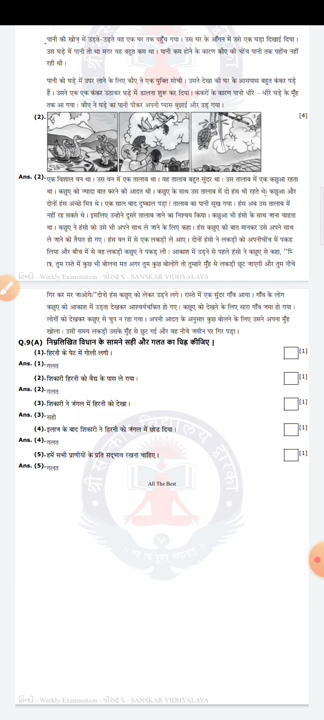 पानी की खोज में उड़ते-उड़ते वह एक घर तक पहुँच गया। उस घर के आँगन में उसे एक घड़ा दिखाई दिया।
उस घड़े में पानी तो था मगर वह बहुत कम था। पानी कम होने के कारण कौए की चोंच पानी तक पहोंच नहीं
रही थी।
पानी को घड़े में उपर लाने के लिए कौए ने एक युक्ति सोची। उसने देखा की घर के आसपास बहुत कंकर पड़े
हैं। उसने एक एक कंकर उठाकर घड़े में डालना शुरू कर दिया। कंकरों के कारण पानी धीरे - धीरे घड़े के मुँह
तक आ गया। कौए ने घड़े का पानी पीकर अपनी प्यास बुझाई और उड़ गया।
(2). [4]
Ans. (2). एक विशाल वन था। उस वन में एक तालाब था। वह तालाब बहुत सुंदर था। उस तालाब में एक कछुआ रहता
था। कछुए को ज्यादा बात करने की आदत थी। कछुए के साथ उस तालाब में दो हंस भी रहते थे। कछुआ और
दोनों हंस अच्छे मित्र थे। एक साल बाद दुष्काल पड़ा। तालाब का पानी सुख गया। हंस अब उस तालाब में
नहीं रह सकते थे। इसलिए उन्होने दुसरे तालाब जाने का निश्चय किया। कछुआ भी हंसो के साथ जाना चाहता
था। कछुए ने हंसो को उसे भी अपने साथ ले जाने के लिए कहा। हंस कछुए की बात मानकर उसे अपने साथ
ले जाने को तैयार हो गए। हंस वन में से एक लकड़ी ले आए। दोनों हंसो ने लकड़ी को अपनीचोंच में पकड
लिया और बीच में से वह लकड़ी कछुए ने पकड़ ली। आकाश में उड़ने से पहले हंसो ने कछुए से कहा, ''मि
त्र, तुम रस्ते में कुछ भी बोलना मत अगर तुम कुछ बोलोगे तो तुम्हारे मुँह से लकड़ी छूट जाएगी और तुम नीचे
हिन्दी - Weekly Examination - ધોરણ ૬ - SANSKAR VIDHYALAYA
गिर कर मर जाओगे।''दोनो हंस कछुए को लेकर उड़ने लगे। रास्ते में एक सुंदर गाँव आया। गाँव के लोग
कछुए को आकाश में उड़ता देखकर आश्चर्यचकित हो गए। कछुए को देखने के लिए सारा गाँव जमा हो गया।
लोगों को देखकर कछुए से चुप न रहा गया। अपनी आदत के अनुसार कुछ बोलने के लिए उसने अपना मुँह
खोला। उसी समय लकड़ी उसके मुँह से छूट गई और वह नीचे जमीन पर गिर पड़ा।
Q.9(A) निम्नलिखित विधान के सामने सही और गलत का चिह्न कीजिए |
(1). हिरनी के पेट में गोली लगी। [1]
Ans. (1). गलत
(2). शिकारी हिरनी को वैद्य के पास ले गया। [1]
Ans. (2). गलत
(3). शिकारी ने जंगल में हिरनी को देखा। [1]
Ans. (3). सही
(4). इलाज के बाद शिकारी ने हिरनी को जंगल में छोड दिया। [1]
Ans. (4). गलत
(5). हमें सभी प्राणीयों के प्रति सद्भाव रखना चाहिए। [1]
Ans. (5). गलत
All The Best
हिन्दी - Weekly Examination - ધોરણ ૬ - SANSKAR VIDHYALAYA